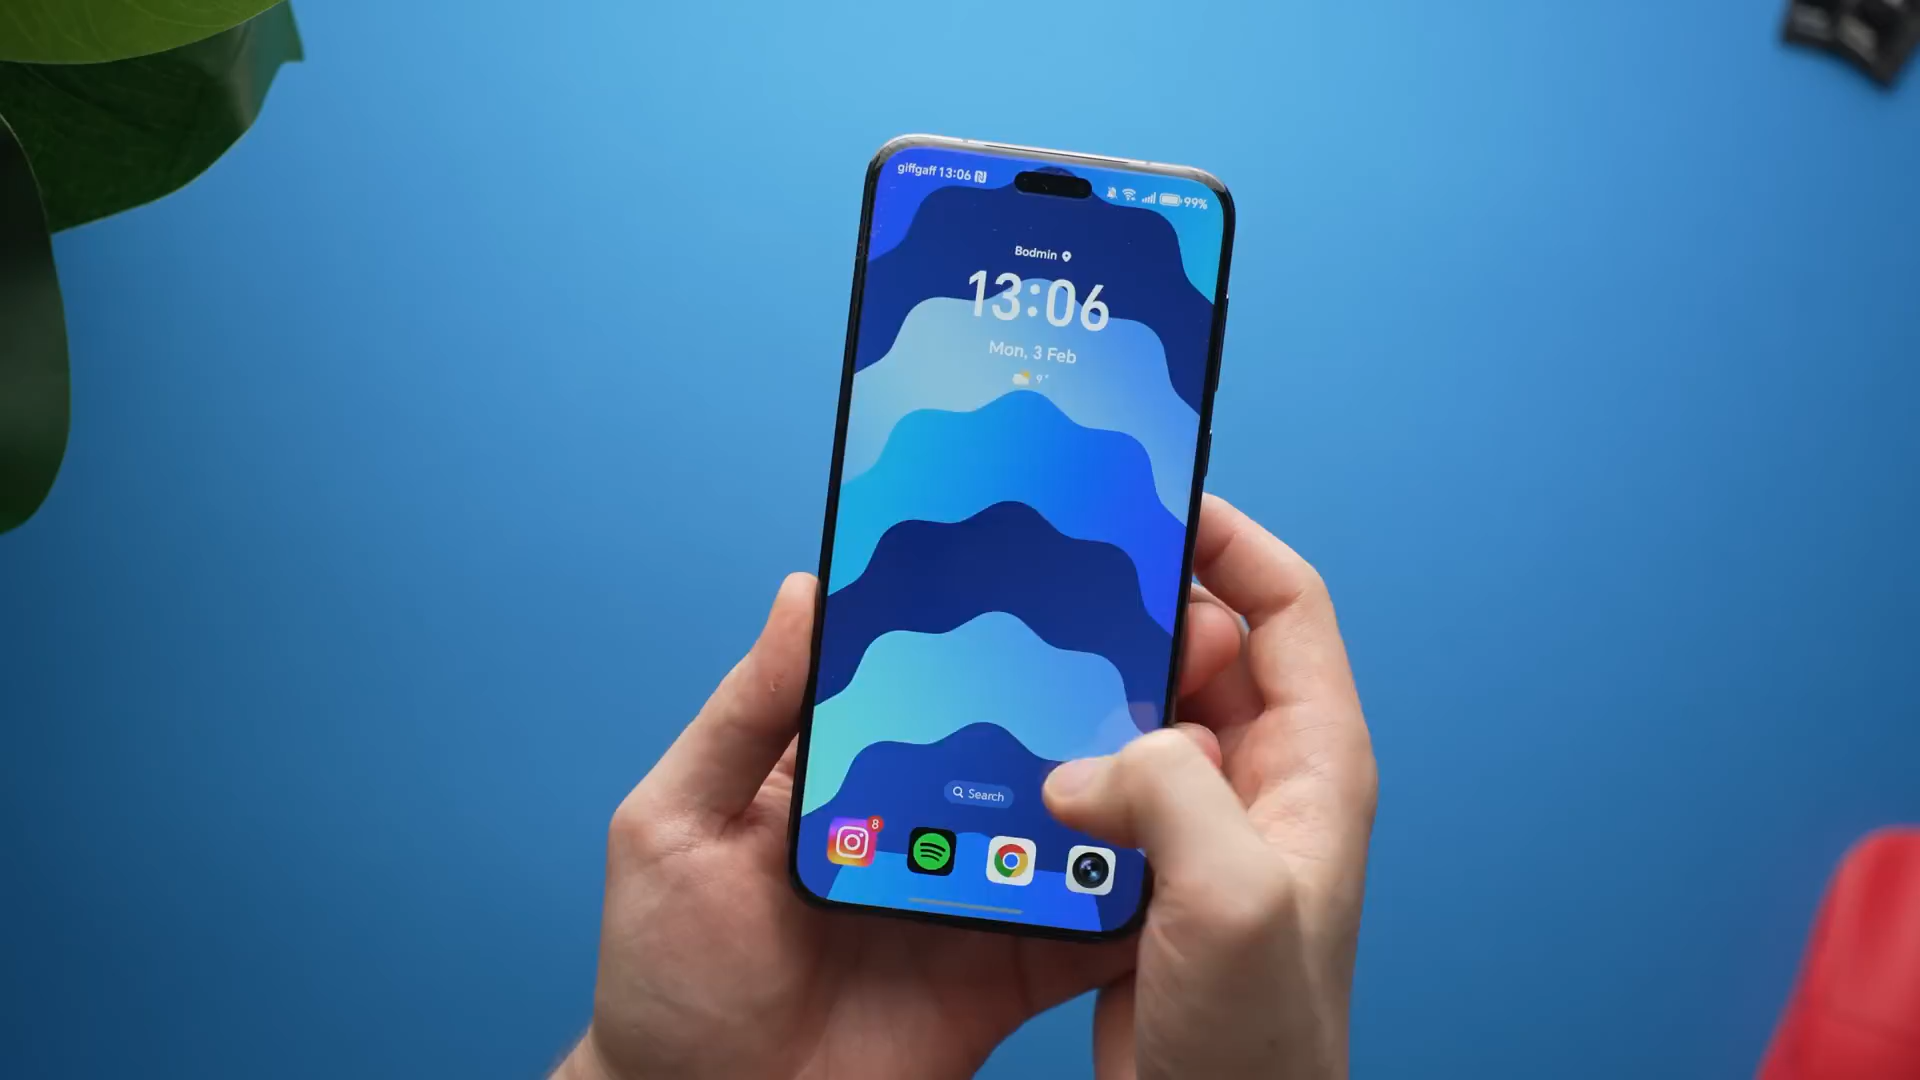 giffgaff 13:06
99%
Bodmin
13:06
Mon, 3 Feb
9°
Search
8